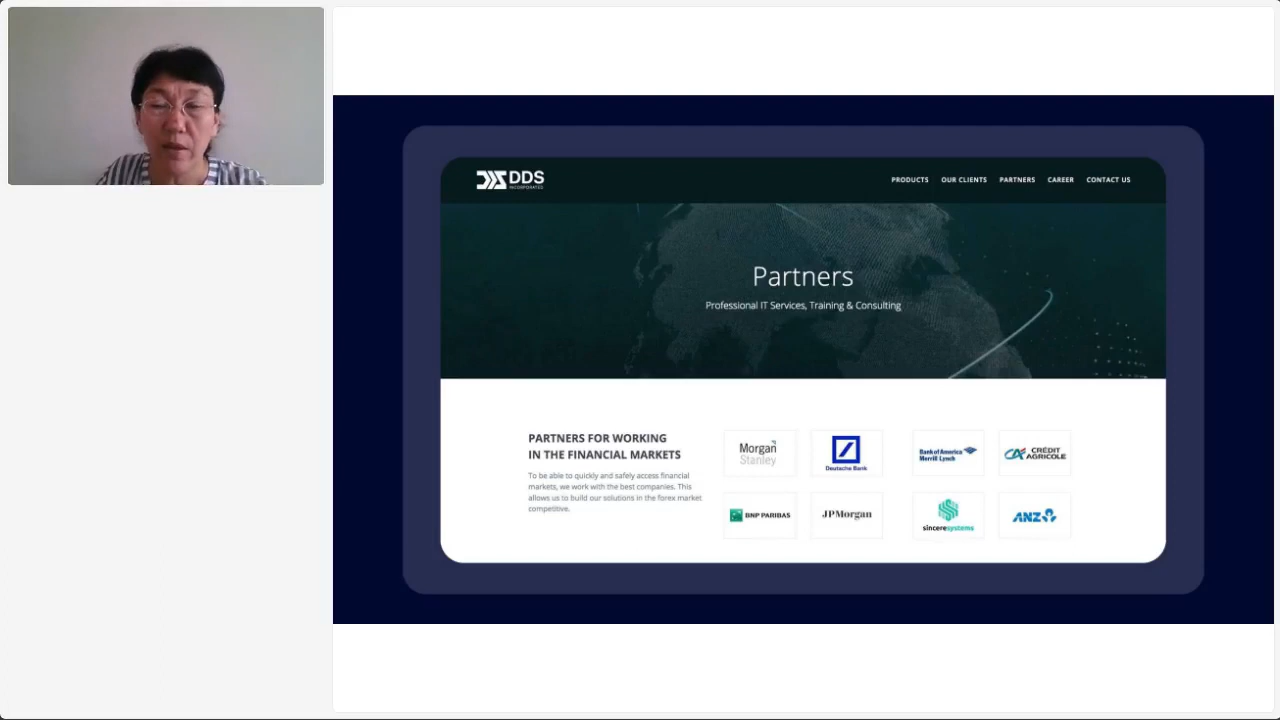 DDS
INCORPORATED
PRODUCTS
OUR CLIENTS
PARTNERS
CAREER
CONTACT US
Partners
Professional IT Services, Training & Consulting
PARTNERS FOR WORKING
IN THE FINANCIAL MARKETS
To be able to quickly and safely access financial
markets, we work with the best companies. This
allows us to build our solutions in the forex market
competitive.
Morgan
Stanley
Deutsche Bank
Bank of America
Merrill Lynch
CRÉDIT
AGRICOLE
BNP PARIBAS
JPMorgan
sinceresystems
ANZ